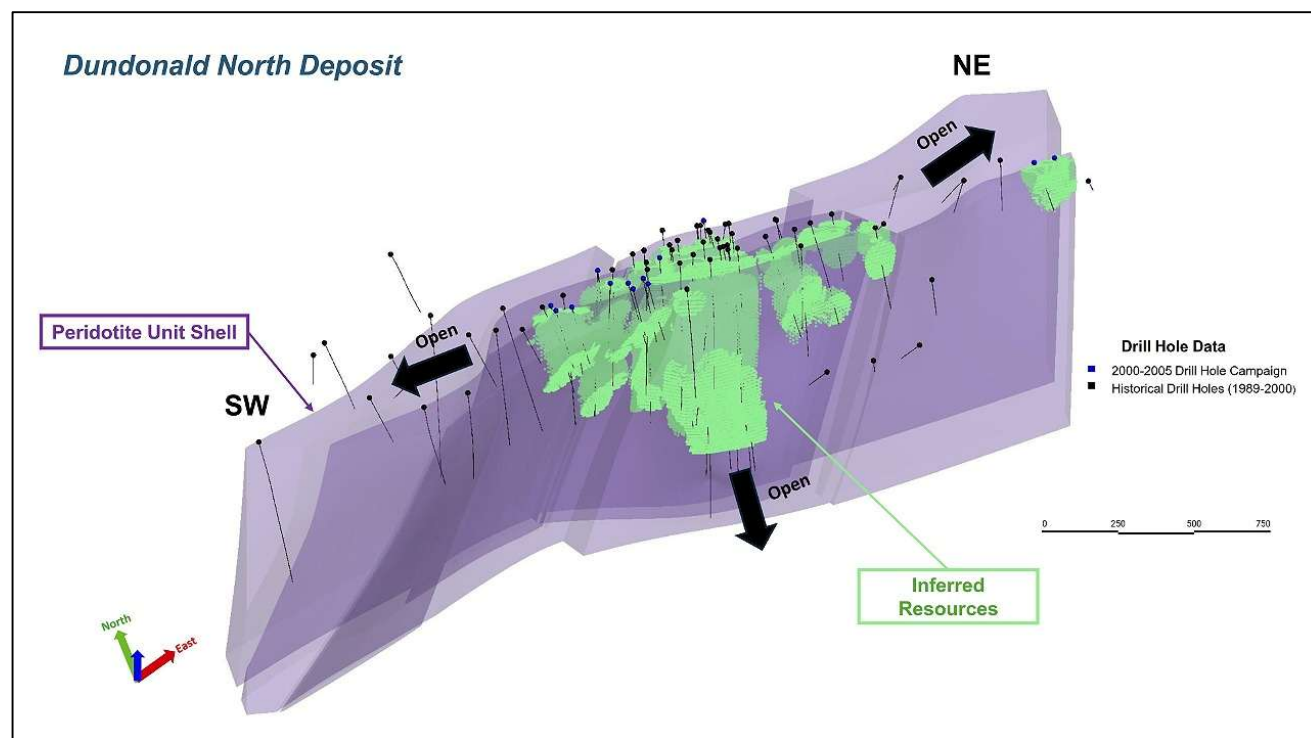 Dundonald North Deposit
NE
Open
Peridotite Unit Shell
Open
SW
Drill Hole Data
2000-2005 Drill Hole Campaign
Historical Drill Holes (1989-2000)
Open
0 250 500 750
Inferred
Resources
North
East